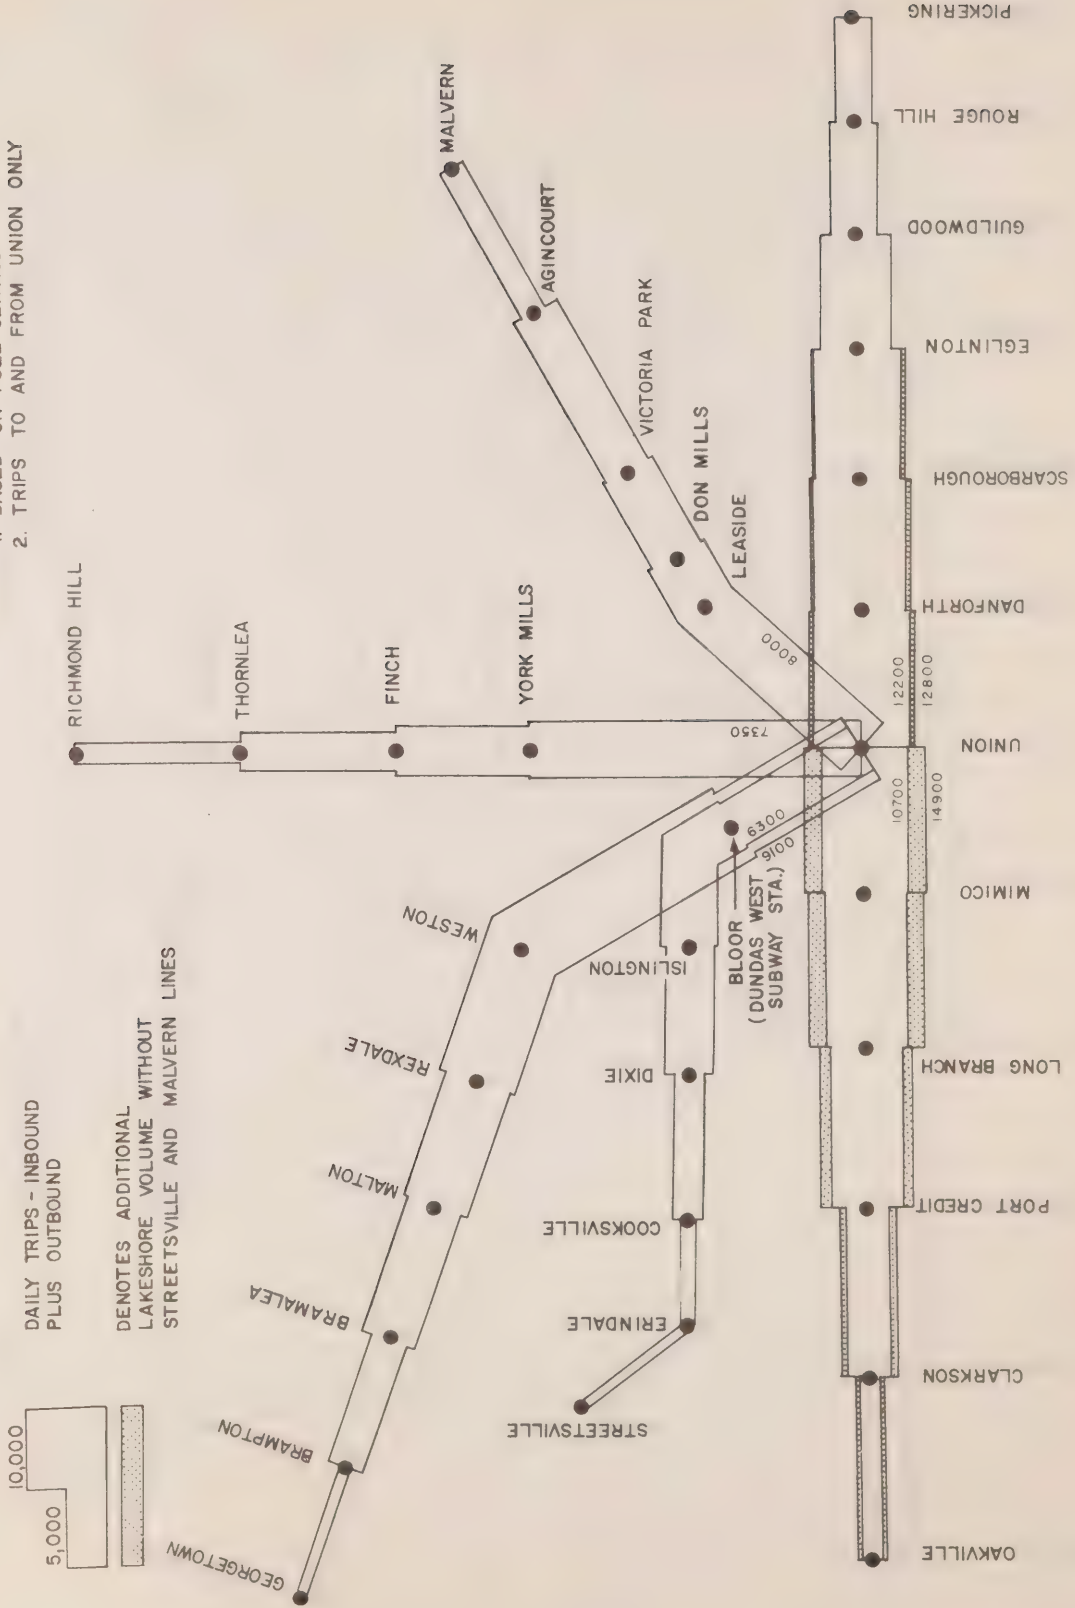 2. TRIPS TO AND FROM UNION ONLY
10,000
5,000
DAILY TRIPS - INBOUND
PLUS OUTBOUND
DENOTES ADDITIONAL
LAKESHORE VOLUME WITHOUT
STREETSVILLE AND MALVERN LINES
RICHMOND HILL
THORNLEA
FINCH
YORK MILLS
MALVERN
AGINCOURT
VICTORIA PARK
DON MILLS
LEASIDE
GEORGETOWN
BRAMPTON
BRAMALEA
MALTON
REXDALE
WESTON
STREETSVILLE
ERINDALE
COOKSVILLE
DIXIE
ISLINGTON
BLOOR
(DUNDAS WEST
SUBWAY STA.)
7350
8000
6300
9100
10700
14900
12200
12800
OAKVILLE
CLARKSON
PORT CREDIT
LONG BRANCH
MIMICO
UNION
DANFORTH
SCARBOROUGH
EGLINTON
GUILDWOOD
ROUGE HILL
PICKERING